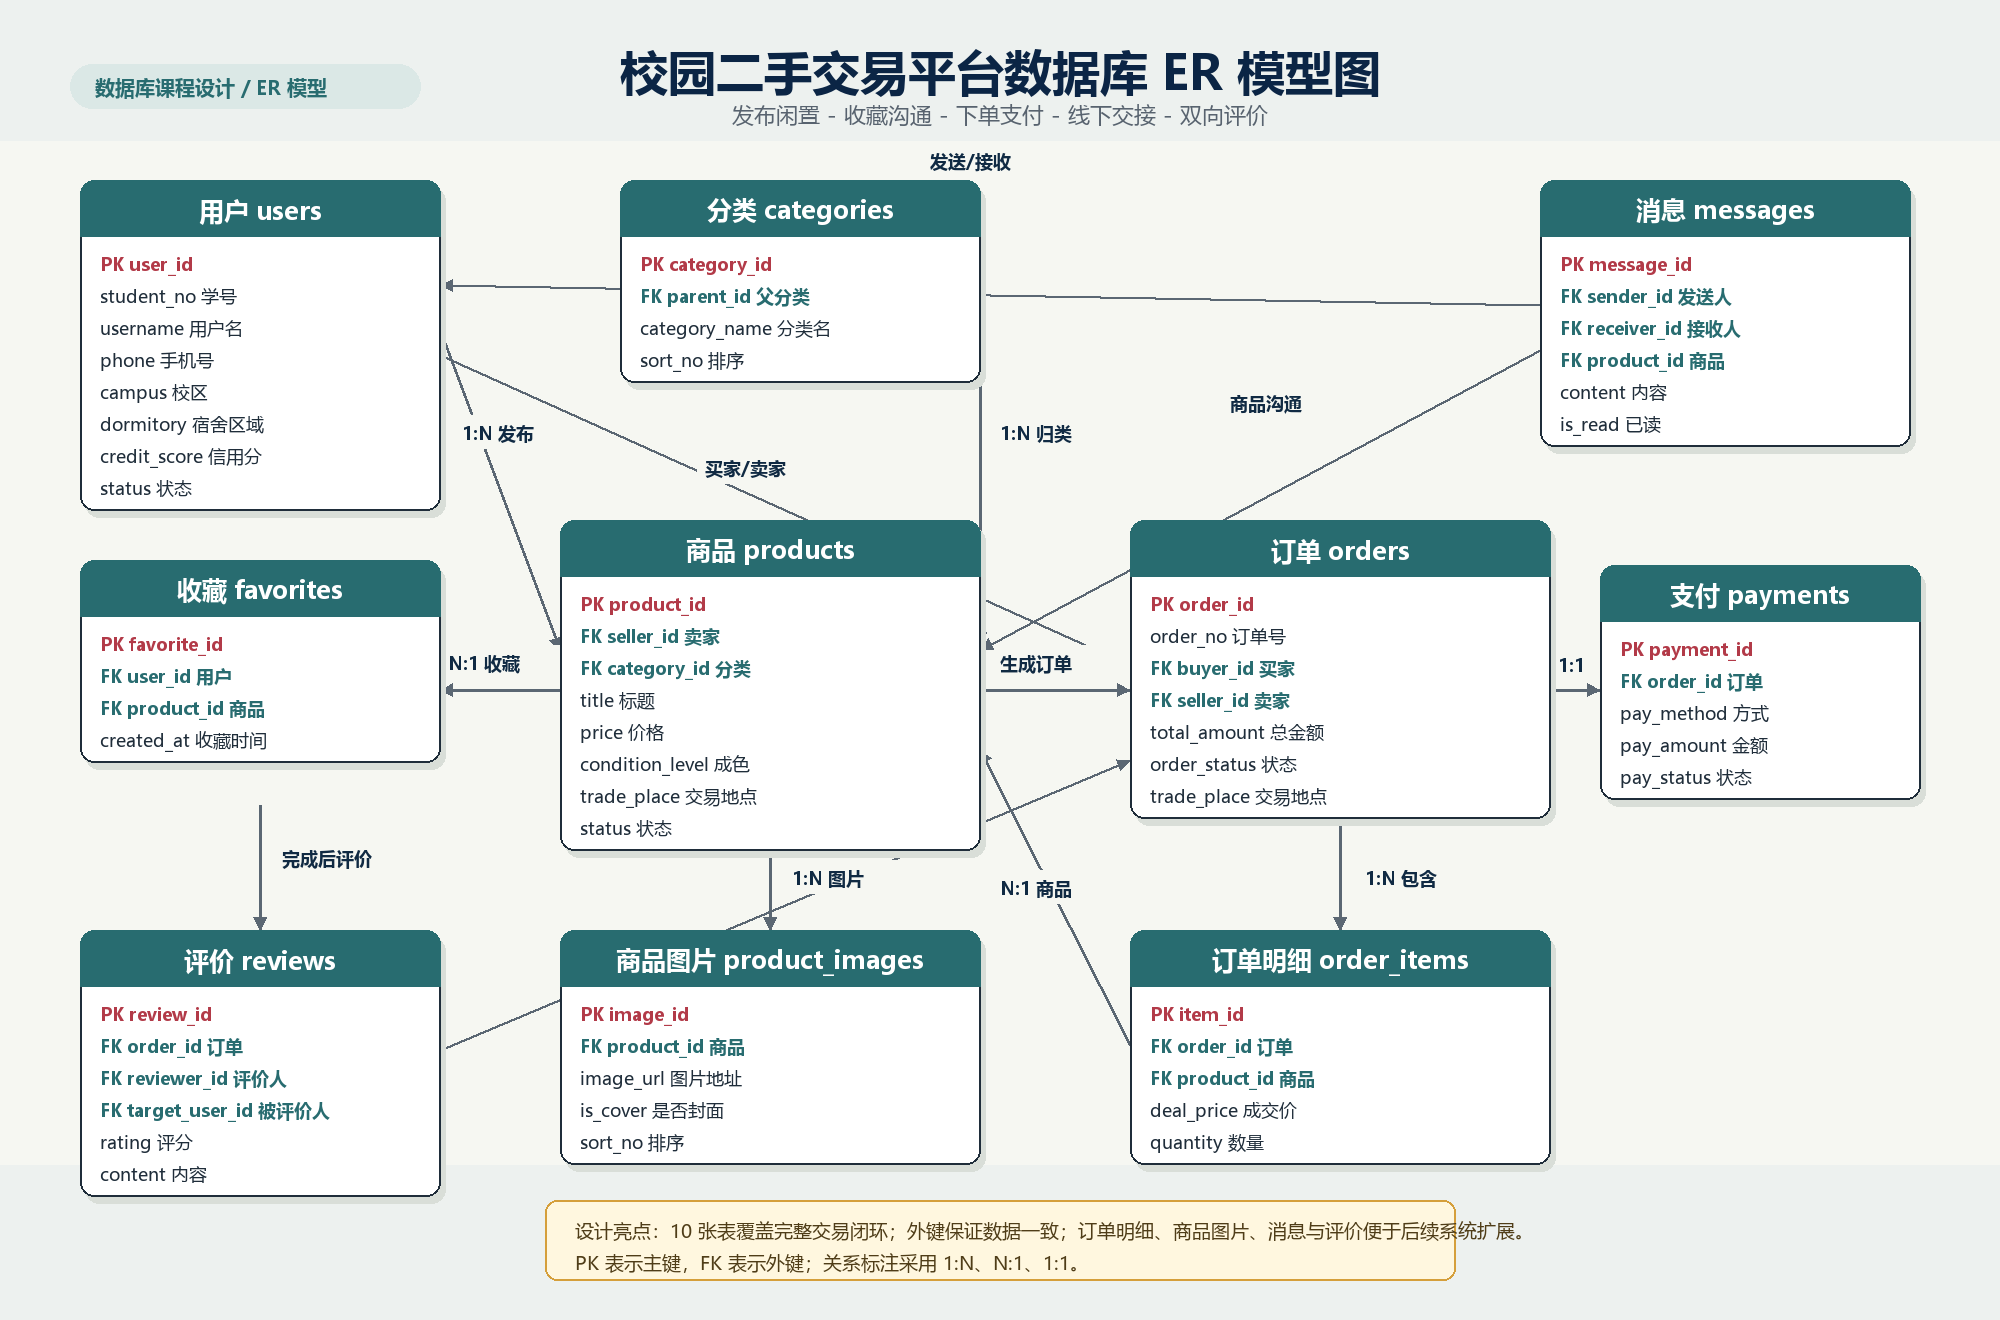 数据库课程设计 / ER 模型
校园二手交易平台数据库 ER 模型图
发布闲置 - 收藏沟通 - 下单支付 - 线下交接 - 双向评价
发送/接收
用户 users
PK user_id
student_no 学号
username 用户名
phone 手机号
campus 校区
dormitory 宿舍区域
credit_score 信用分
status 状态
分类 categories
PK category_id
FK parent_id 父分类
category_name 分类名
sort_no 排序
消息 messages
PK message_id
FK sender_id 发送人
FK receiver_id 接收人
FK product_id 商品
content 内容
is_read 已读
商品沟通
1:N 发布
1:N 归类
买家/卖家
收藏 favorites
PK favorite_id
FK user_id 用户
FK product_id 商品
created_at 收藏时间
N:1 收藏
商品 products
PK product_id
FK seller_id 卖家
FK category_id 分类
title 标题
price 价格
condition_level 成色
trade_place 交易地点
status 状态
生成订单
订单 orders
PK order_id
order_no 订单号
FK buyer_id 买家
FK seller_id 卖家
total_amount 总金额
order_status 状态
trade_place 交易地点
1:1
支付 payments
PK payment_id
FK order_id 订单
pay_method 方式
pay_amount 金额
pay_status 状态
完成后评价
1:N 图片
N:1 商品
1:N 包含
评价 reviews
PK review_id
FK order_id 订单
FK reviewer_id 评价人
FK target_user_id 被评价人
rating 评分
content 内容
商品图片 product_images
PK image_id
FK product_id 商品
image_url 图片地址
is_cover 是否封面
sort_no 排序
订单明细 order_items
PK item_id
FK order_id 订单
FK product_id 商品
deal_price 成交价
quantity 数量
设计亮点：10 张表覆盖完整交易闭环；外键保证数据一致；订单明细、商品图片、消息与评价便于后续系统扩展。
PK 表示主键，FK 表示外键；关系标注采用 1:N、N:1、1:1。